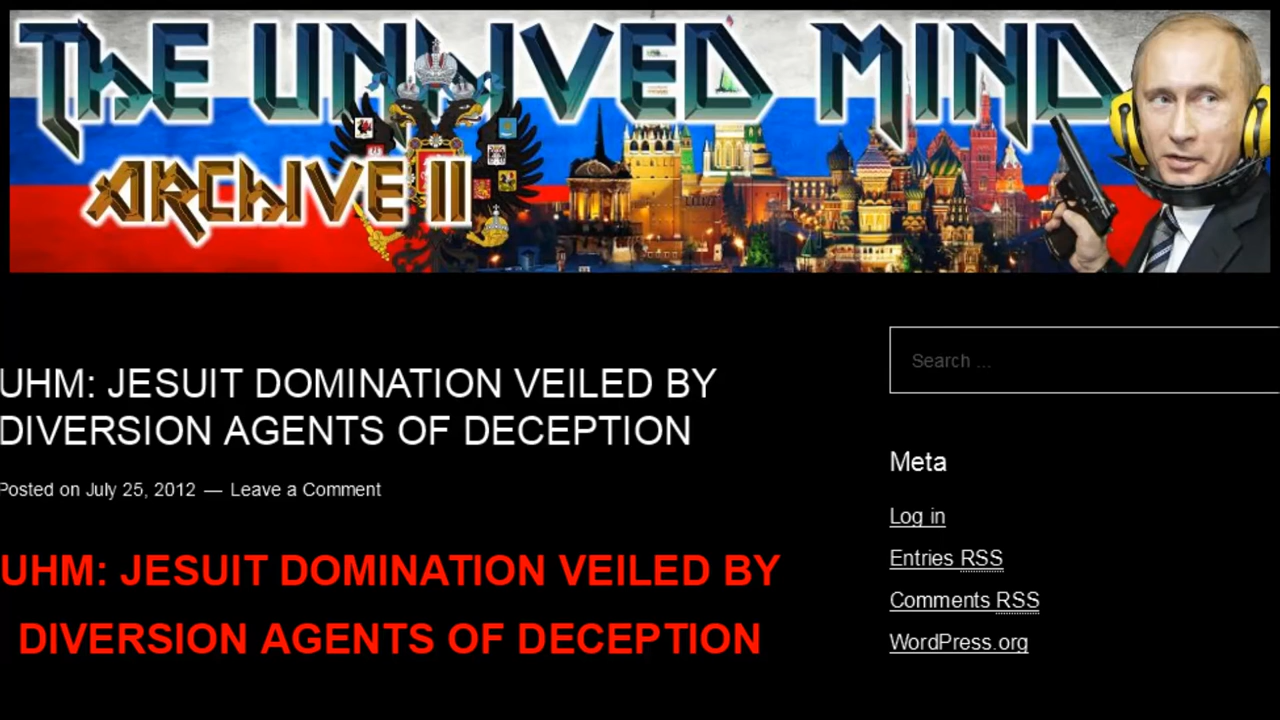 The UNHIVED MIND
ARCHIVE II
UHM: JESUIT DOMINATION VEILED BY
DIVERSION AGENTS OF DECEPTION
Posted on July 25, 2012 — Leave a Comment
UHM: JESUIT DOMINATION VEILED BY
DIVERSION AGENTS OF DECEPTION
Search ...
Meta
Log in
Entries RSS
Comments RSS
WordPress.org